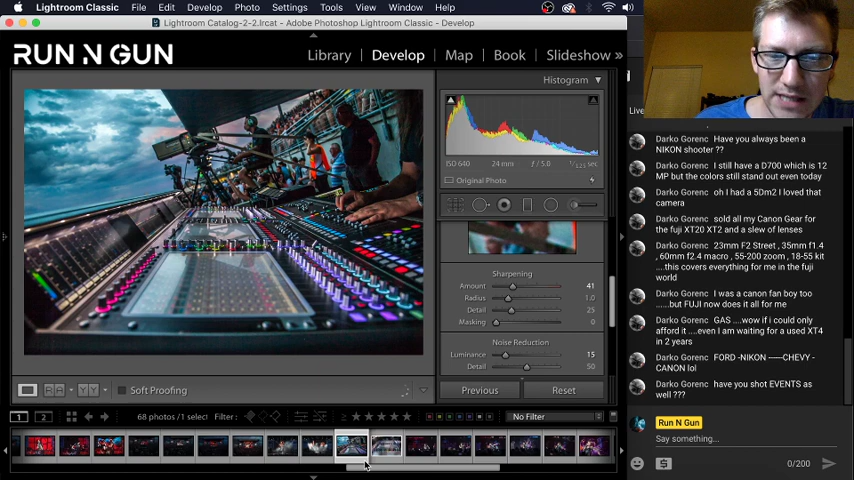 Lightroom Classic File Edit Develop Photo Settings Tools View Window Help
Lightroom Catalog-2-2.lrcat - Adobe Photoshop Lightroom Classic - Develop
RUN N GUN
Library | Develop | Map | Book | Slideshow »
Histogram
ISO 640 24 mm f / 5.0
Original Photo
Sharpening
Amount 41
Radius 1.0
Detail 25
Masking 0
Noise Reduction
Luminance 15
Detail 50
Soft Proofing
Previous
Reset
1 2 68 photos / 1 select Filter : No Filter
Live
Darko Gorenc Have you always been a
NIKON shooter ??
Darko Gorenc I still have a D700 which is 12
MP but the colors still stand out even today
Darko Gorenc oh I had a 5Dm2 I loved that
camera
Darko Gorenc sold all my Canon Gear for
the fuji XT20 XT2 and a slew of lenses
Darko Gorenc 23mm F2 Street , 35mm f1.4
, 60mm f2.4 macro , 55-200 zoom , 18-55 kit
....this covers everything for me in the fuji
world
Darko Gorenc I was a canon fan boy too
......but FUJI now does it all for me
Darko Gorenc GAS ....wow if i could only
afford it ....even I am waiting for a used XT4
in 2 years
Darko Gorenc FORD -NIKON ------CHEVY -
CANON lol
Darko Gorenc have you shot EVENTS as
well ???
Run N Gun
Say something...
0/200